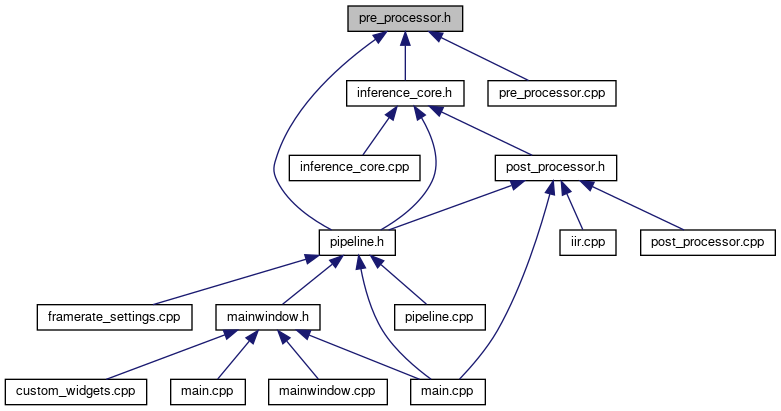 pre_processor.h
inference_core.h
pre_processor.cpp
inference_core.cpp
post_processor.h
pipeline.h
iir.cpp
post_processor.cpp
framerate_settings.cpp
mainwindow.h
pipeline.cpp
custom_widgets.cpp
main.cpp
mainwindow.cpp
main.cpp